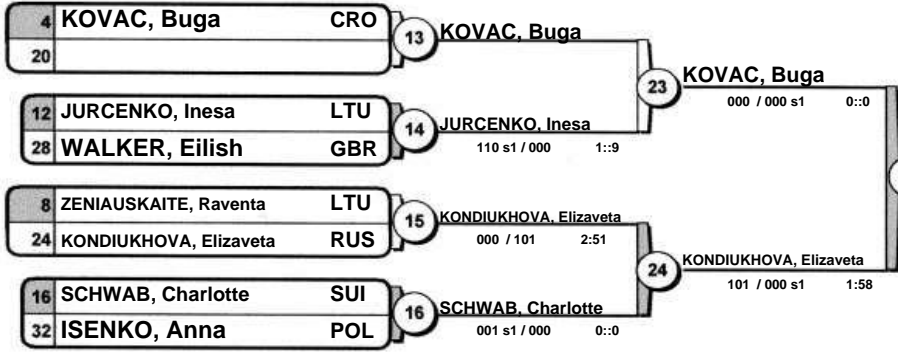 4 KOVAC, Buga CRO
20
13 KOVAC, Buga
12 JURCENKO, Inesa LTU
28 WALKER, Eilish GBR
14 JURCENKO, Inesa
110 s1 / 000 1::9
23 KOVAC, Buga
000 / 000 s1 0::0
8 ZENIAUSKAITE, Raventa LTU
24 KONDIUKHOVA, Elizaveta RUS
15 KONDIUKHOVA, Elizaveta
000 / 101 2:51
16 SCHWAB, Charlotte SUI
32 ISENKO, Anna POL
16 SCHWAB, Charlotte
001 s1 / 000 0::0
24 KONDIUKHOVA, Elizaveta
101 / 000 s1 1:58